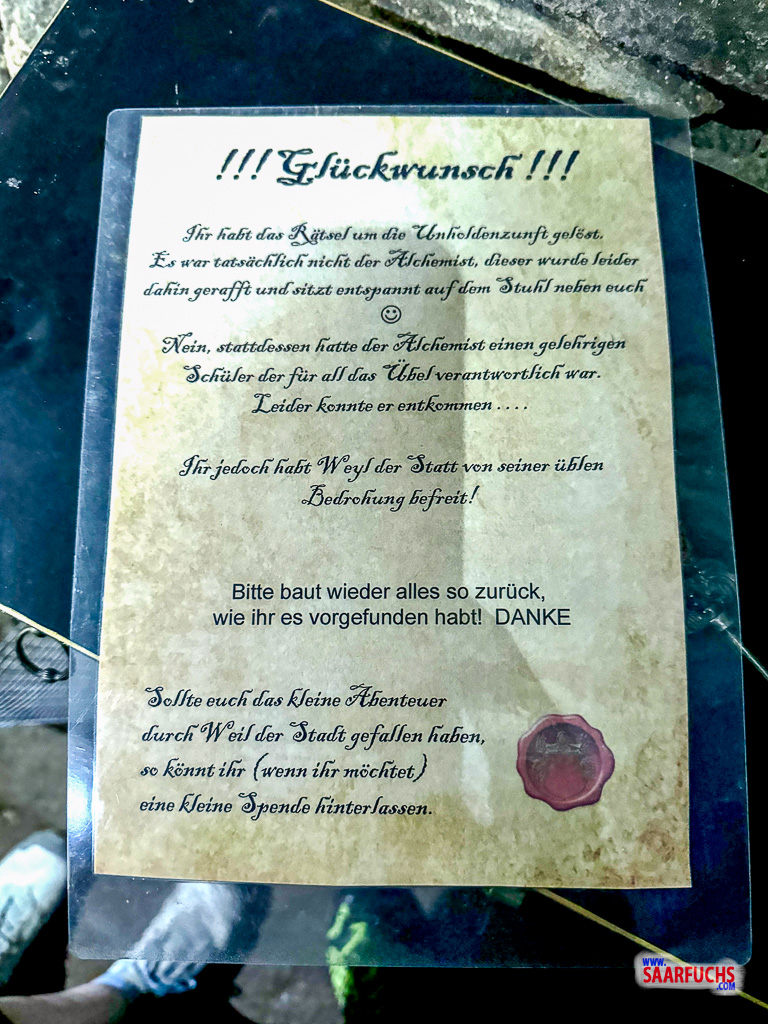 !!! Glückwunsch !!!
Ihr habt das Rätsel um die Unholdenzunft gelöst.
Es war tatsächlich nicht der Alchemist, dieser wurde leider
dahin gerafft und sitzt entspannt auf dem Stuhl neben euch
☺
Nein, stattdessen hatte der Alchemist einen gelehrigen
Schüler der für all das Übel verantwortlich war.
Leider konnte er entkommen . . . .
Ihr jedoch habt Weyl der Statt von seiner üblen
Bedrohung befreit!
Bitte baut wieder alles so zurück,
wie ihr es vorgefunden habt! DANKE
Sollte euch das kleine Abenteuer
durch Weil der Stadt gefallen haben,
so könnt ihr (wenn ihr möchtet)
eine kleine Spende hinterlassen.
WWW.
SAARFUCHS
.COM